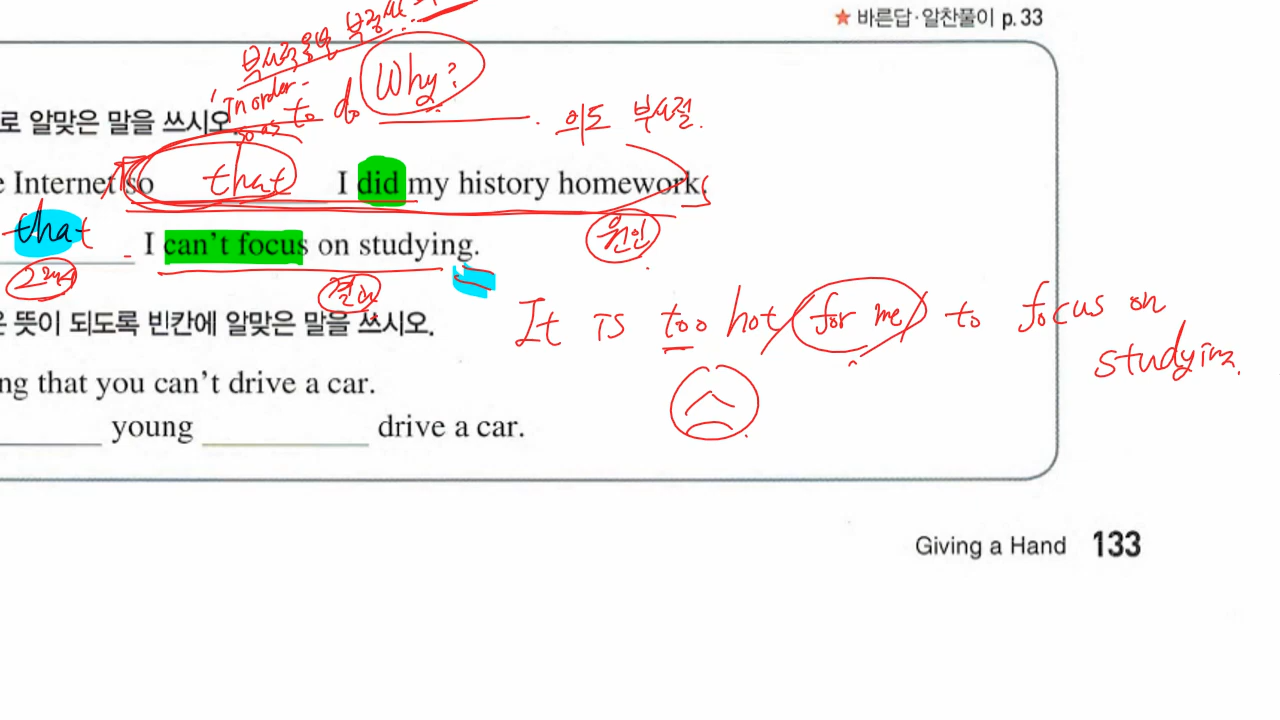 ★ 바른답·알찬풀이 p.33
Why?
In order
so as to do
로 알맞은 말을 쓰시오.
의도 부사절.
e Internet so that I did my history homework.
원인
that I can't focus on studying.
그래서
결과
은 뜻이 되도록 빈칸에 알맞은 말을 쓰시오.
It is too hot for me to focus on
studying.
ng that you can't drive a car.
young drive a car.
Giving a Hand 133